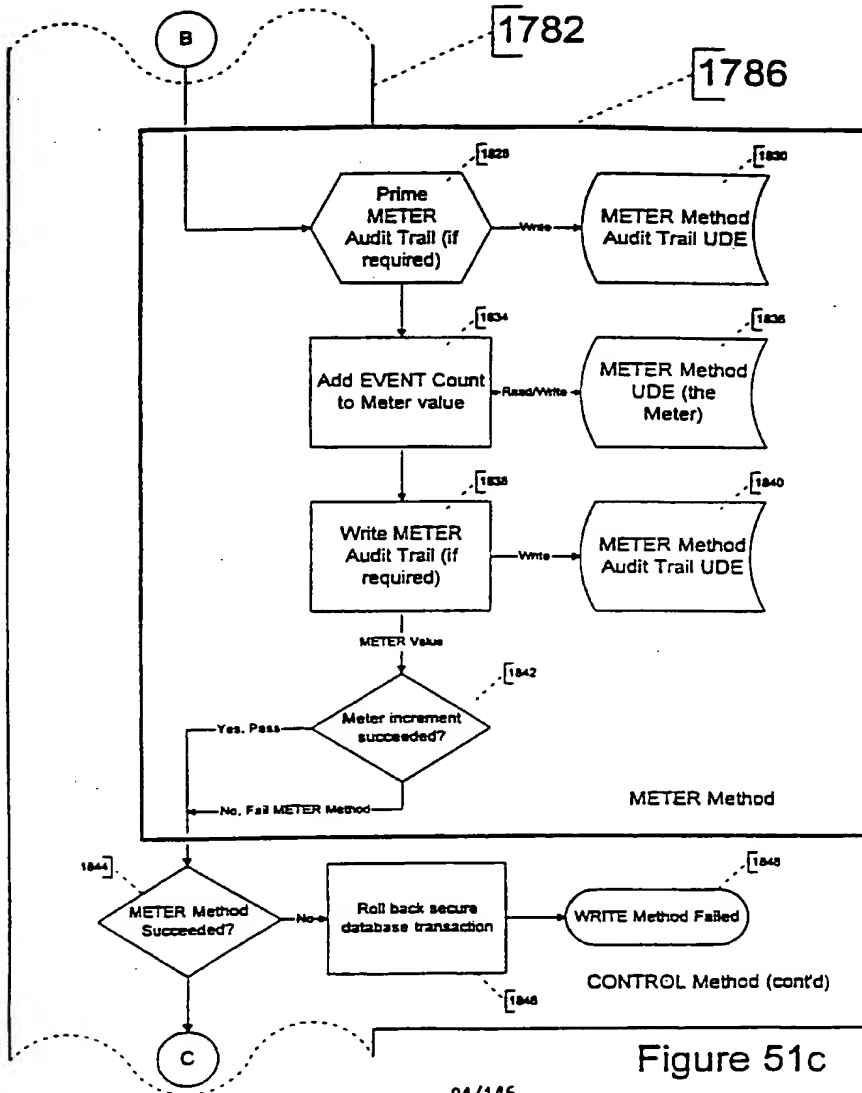 B
1782
1786
1828
Prime
METER
Audit Trail (if
required)
Write
1830
METER Method
Audit Trail UDE
1834
Add EVENT Count
to Meter value
Read/Write
1836
METER Method
UDE (the
Meter)
1838
Write METER
Audit Trail (if
required)
Write
1840
METER Method
Audit Trail UDE
METER Value
1842
Meter increment
succeeded?
Yes, Pass
No, Fail METER Method
METER Method
1844
METER Method
Succeeded?
No
Roll back secure
database transaction
1846
1848
WRITE Method Failed
CONTROL Method (cont'd)
C
Figure 51c